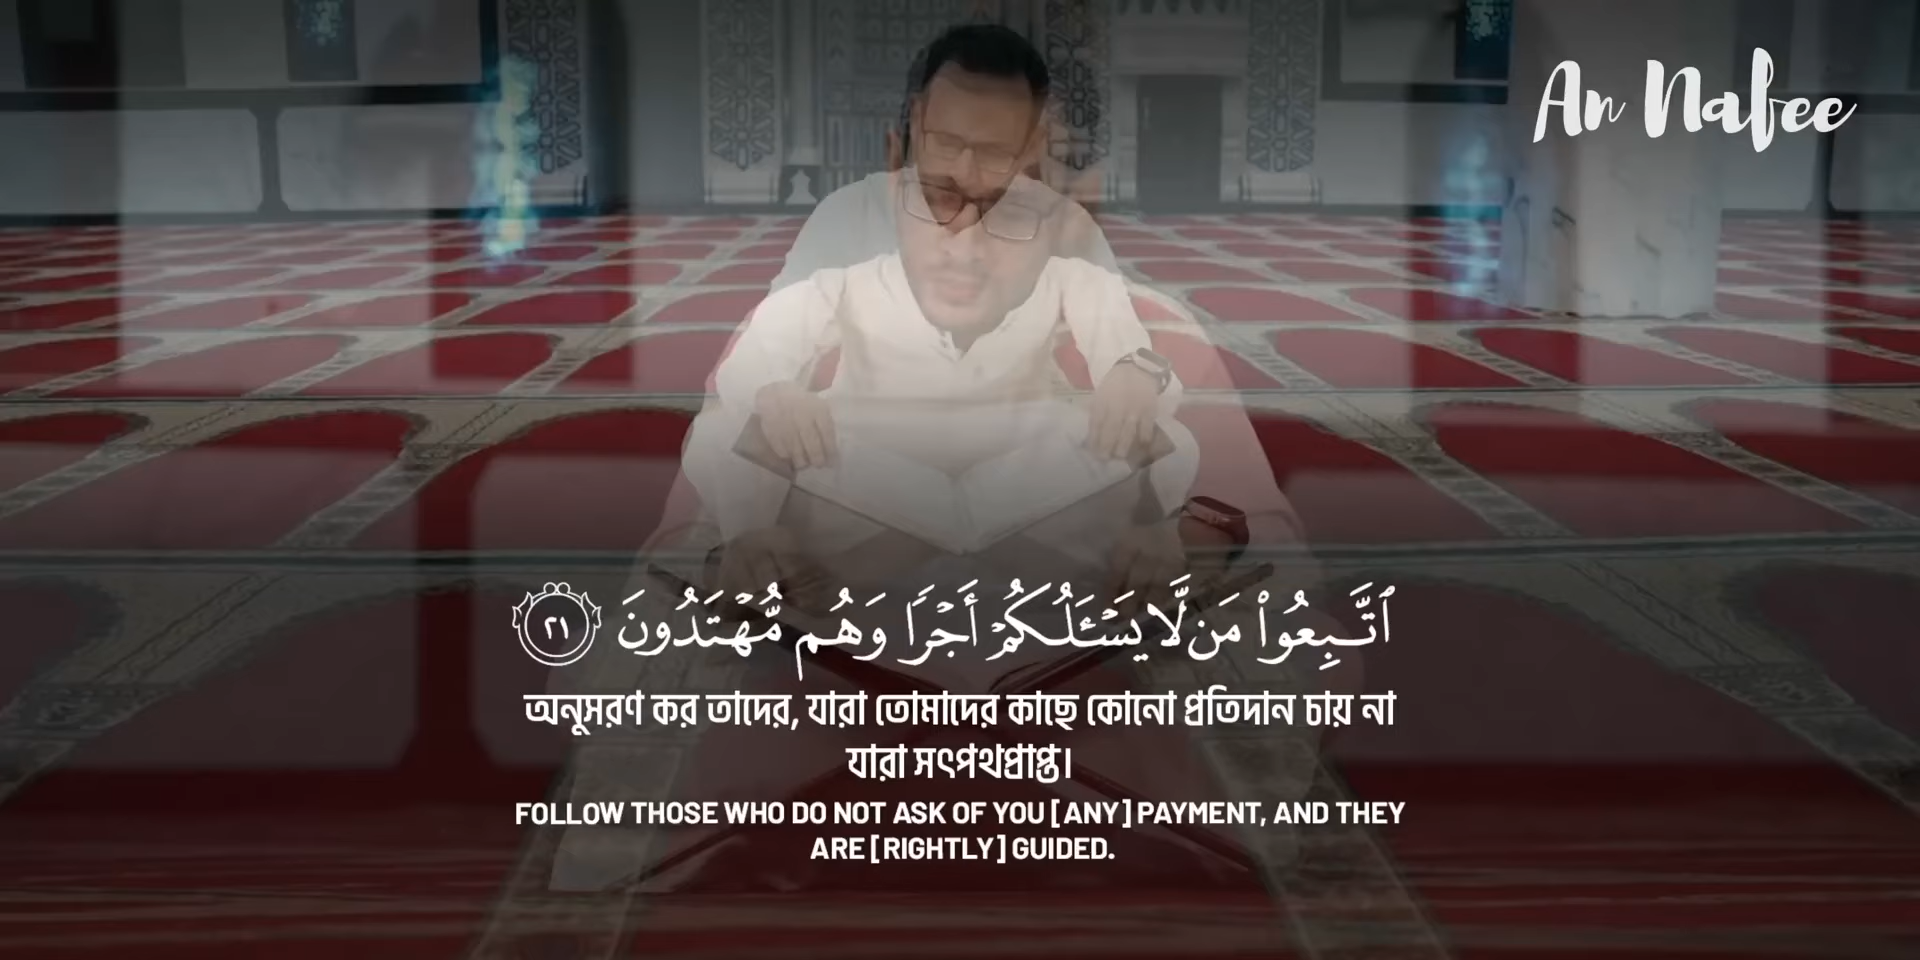 An Nafee
ٱتَّبِعُوا۟ مَن لَّا يَسْـَٔلُكُمْ أَجْرًا وَهُم مُّهْتَدُونَ ٢١
অনুসরণ কর তাদের, যারা তোমাদের কাছে কোনো প্রতিদান চায় না
যারা সৎপথপ্রাপ্ত।
FOLLOW THOSE WHO DO NOT ASK OF YOU [ANY] PAYMENT, AND THEY
ARE [RIGHTLY] GUIDED.